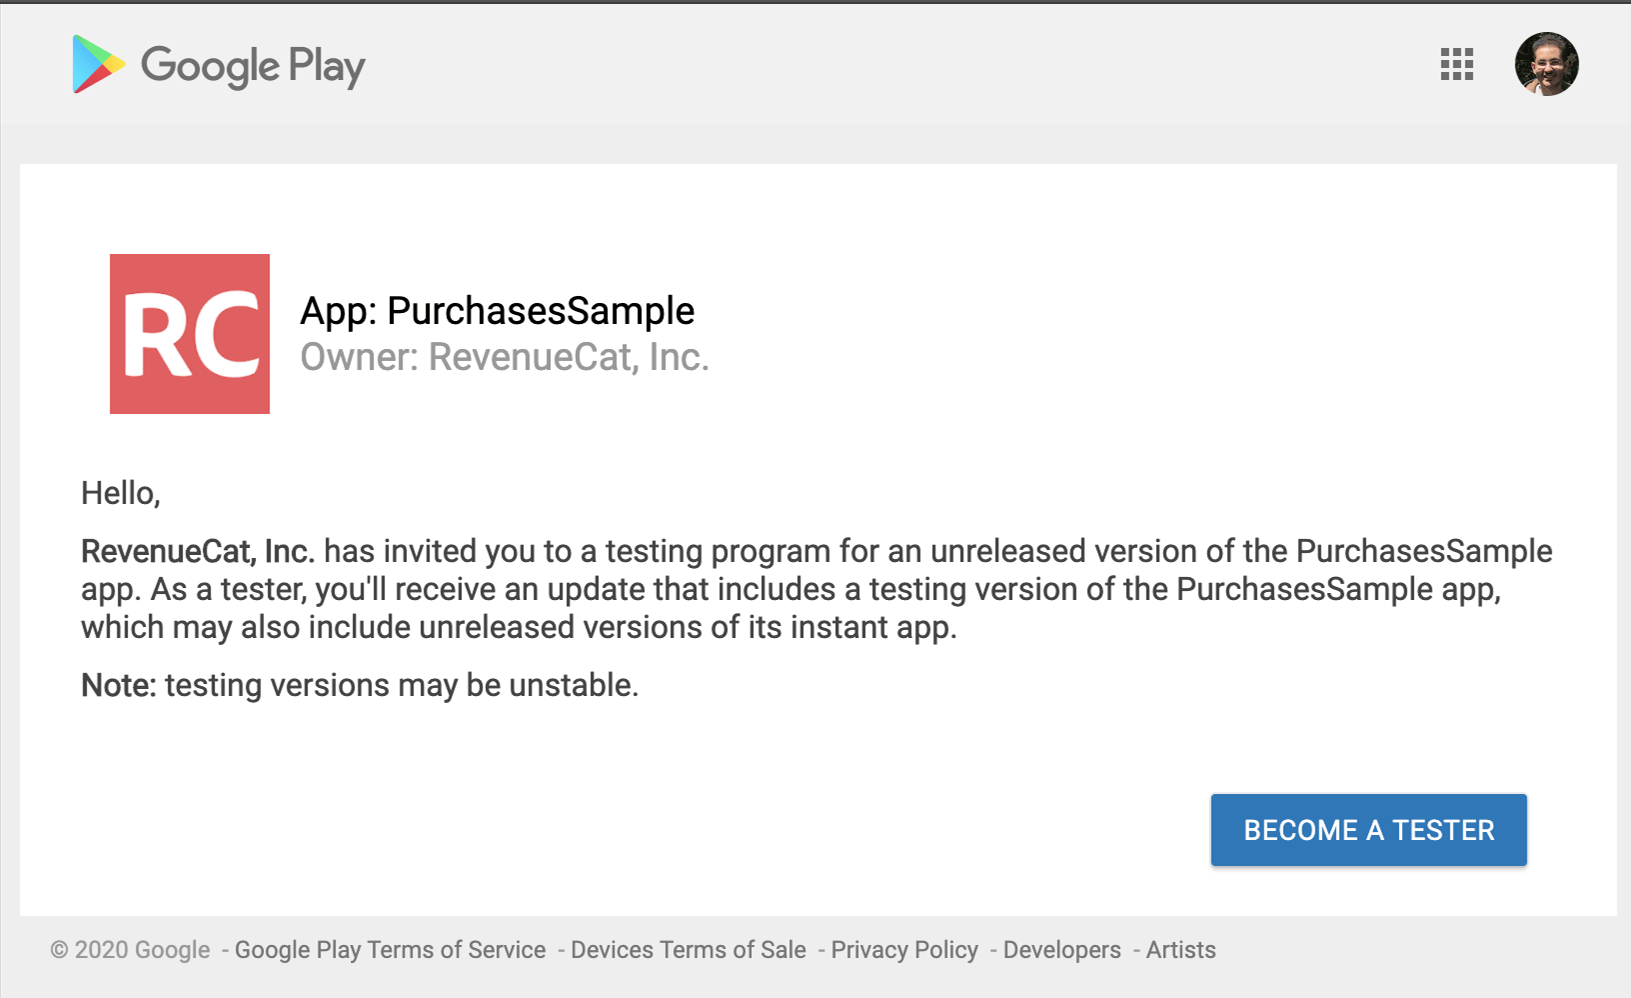 Google Play
RC
App: PurchasesSample
Owner: RevenueCat, Inc.
Hello,
RevenueCat, Inc. has invited you to a testing program for an unreleased version of the PurchasesSample
app. As a tester, you'll receive an update that includes a testing version of the PurchasesSample app,
which may also include unreleased versions of its instant app.
Note: testing versions may be unstable.
BECOME A TESTER
© 2020 Google - Google Play Terms of Service - Devices Terms of Sale - Privacy Policy - Developers - Artists